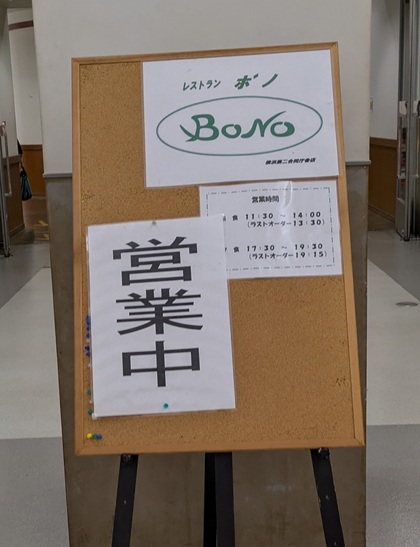 レストラン ボノ
BONO
横浜第二合同庁舎店
営業時間
食 11:30 ～ 14:00
(ラストオーダー13:30)
食 17:30 ～ 19:30
(ラストオーダー19:15)
営業中